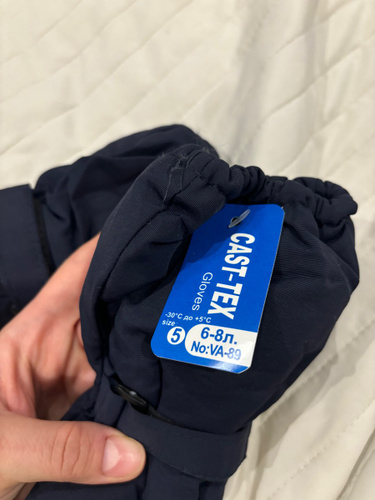 CAST-TEX
Gloves
-30°C до +5°C
size 5
6-8л.
No:VA-89